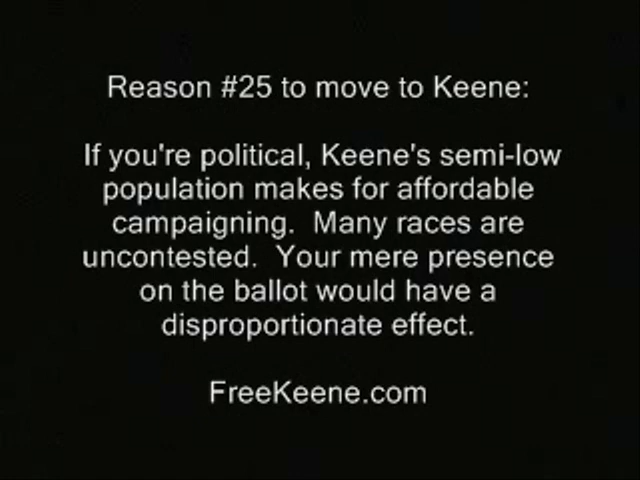 Reason #25 to move to Keene:
If you're political, Keene's semi-low
population makes for affordable
campaigning.  Many races are
uncontested.  Your mere presence
on the ballot would have a
disproportionate effect.
FreeKeene.com